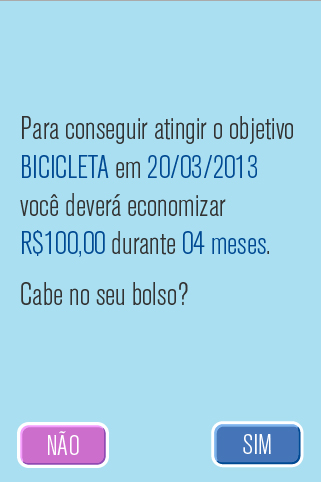 Para conseguir atingir o objetivo
BICICLETA em 20/03/2013
você deverá economizar
R$100,00 durante 04 meses.
Cabe no seu bolso?
NÃO
SIM